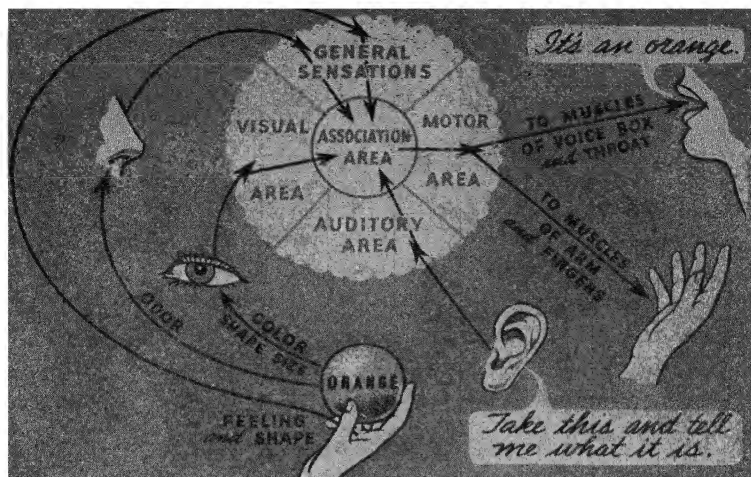 GENERAL
SENSATIONS
It's an orange.
VISUAL
AREA
ASSOCIATION
AREA
MOTOR
AREA
AUDITORY
AREA
TO MUSCLES
OF VOICE BOX
and THROAT
TO MUSCLES
OF ARM
and FINGERS
ODOR
COLOR
SHAPE SIZE
ORANGE
FEELING
and SHAPE
Take this and tell
me what it is.